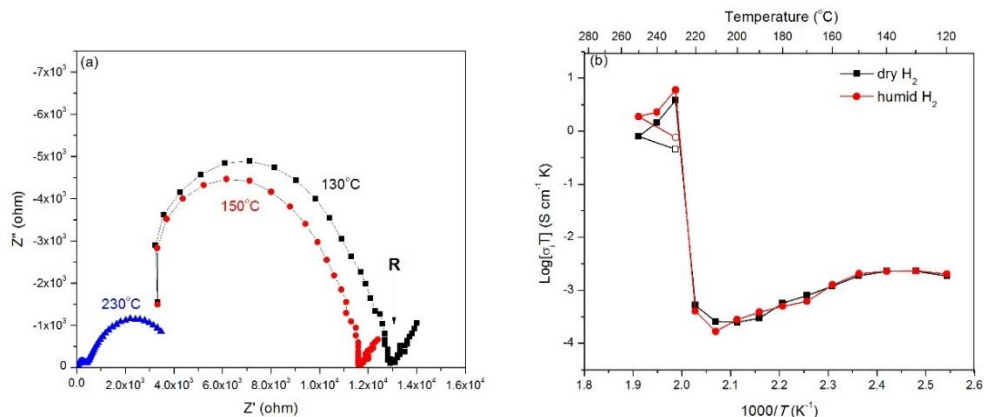 (a)
-7x10³
-6x10³
-5x10³
-4x10³
-3x10³
-2x10³
-1x10³
0
Z" (ohm)
130°C
150°C
230°C
R
0.0 2.0x10³ 4.0x10³ 6.0x10³ 8.0x10³ 1.0x10⁴ 1.2x10⁴ 1.4x10⁴ 1.6x10⁴
Z' (ohm)
Temperature (°C)
280 260 240 220 200 180 160 140 120
(b)
dry H₂
humid H₂
1
0
-1
-2
-3
-4
Log[σᵢT] (S cm⁻¹ K)
1.8 1.9 2.0 2.1 2.2 2.3 2.4 2.5 2.6
1000/T (K⁻¹)